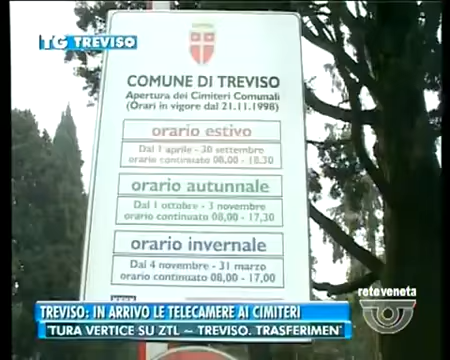 TG TREVISO
COMUNE DI TREVISO
Apertura dei Cimiteri Comunali
(Orari in vigore dal 21.11.1998)
orario estivo
Dal 1 aprile - 30 settembre
orario continuato 08,00 - 18,30
orario autunnale
Dal 1 ottobre - 3 novembre
orario continuato 08,00 - 17,30
orario invernale
Dal 4 novembre - 31 marzo
orario continuato 08,00 - 17,00
reteveneta
TREVISO: IN ARRIVO LE TELECAMERE AI CIMITERI
TURA VERTICE SU ZTL ~ TREVISO. TRASFERIMEN